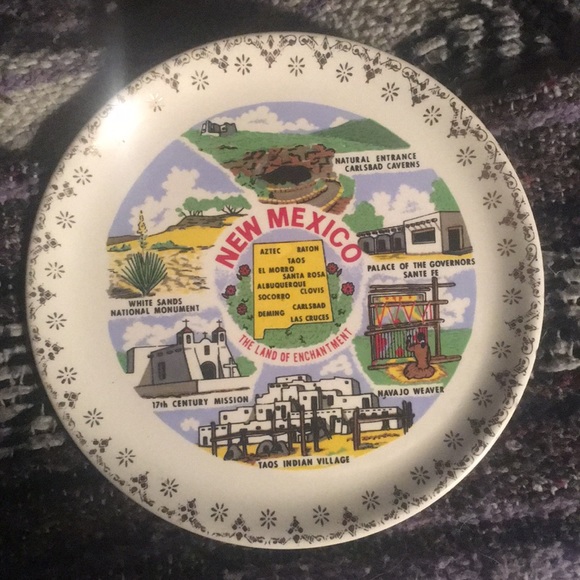 NATURAL ENTRANCE
CARLSBAD CAVERNS
NEW MEXICO
AZTEC RATON
TAOS
EL MORRO
SANTA ROSA
ALBUQUERQUE
CLOVIS
SOCORRO
CARLSBAD
DEMING
LAS CRUCES
THE LAND OF ENCHANTMENT
PALACE OF THE GOVERNORS
SANTE FE
WHITE SANDS
NATIONAL MONUMENT
NAVAJO WEAVER
17th CENTURY MISSION
TAOS INDIAN VILLAGE